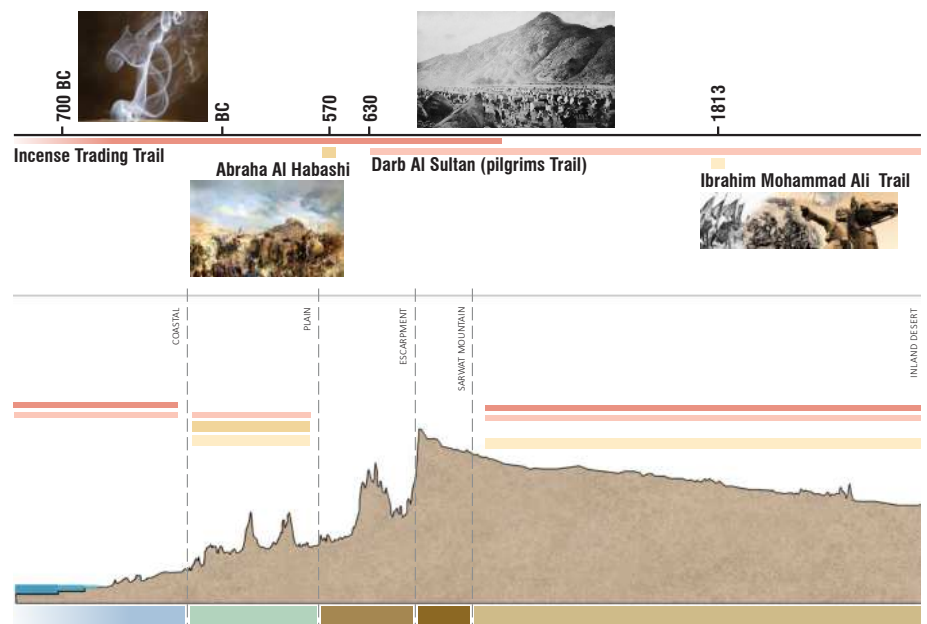 700 BC
BC
570
630
1813
Incense Trading Trail
Abraha Al Habashi
Darb Al Sultan (pilgrims Trail)
Ibrahim Mohammad Ali Trail
COASTAL
PLAIN
ESCARPMENT
SARWAT MOUNTAIN
INLAND DESERT